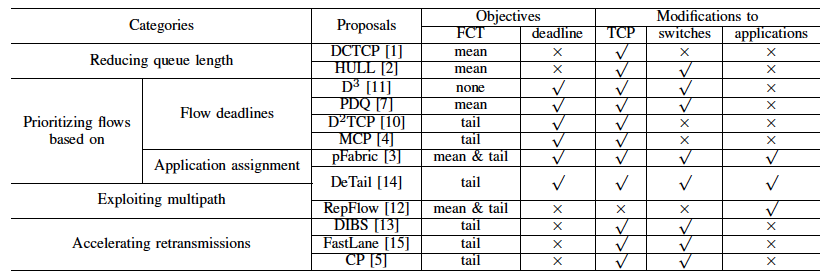 Categories Proposals Objectives Modifications to
FCT deadline TCP switches applications
Reducing queue length DCTCP [1] mean × √ × ×
HULL [2] mean × √ √ ×
Prioritizing flows based on Flow deadlines D³ [11] none √ √ √ ×
PDQ [7] mean √ √ √ ×
D²TCP [10] tail √ √ × ×
MCP [4] tail √ √ × ×
Application assignment pFabric [3] mean & tail √ √ √ √
DeTail [14] tail √ √ √ √
Exploiting multipath
RepFlow [12] mean & tail × × × √
Accelerating retransmissions DIBS [13] tail × √ √ ×
FastLane [15] tail × √ √ ×
CP [5] tail × √ √ ×